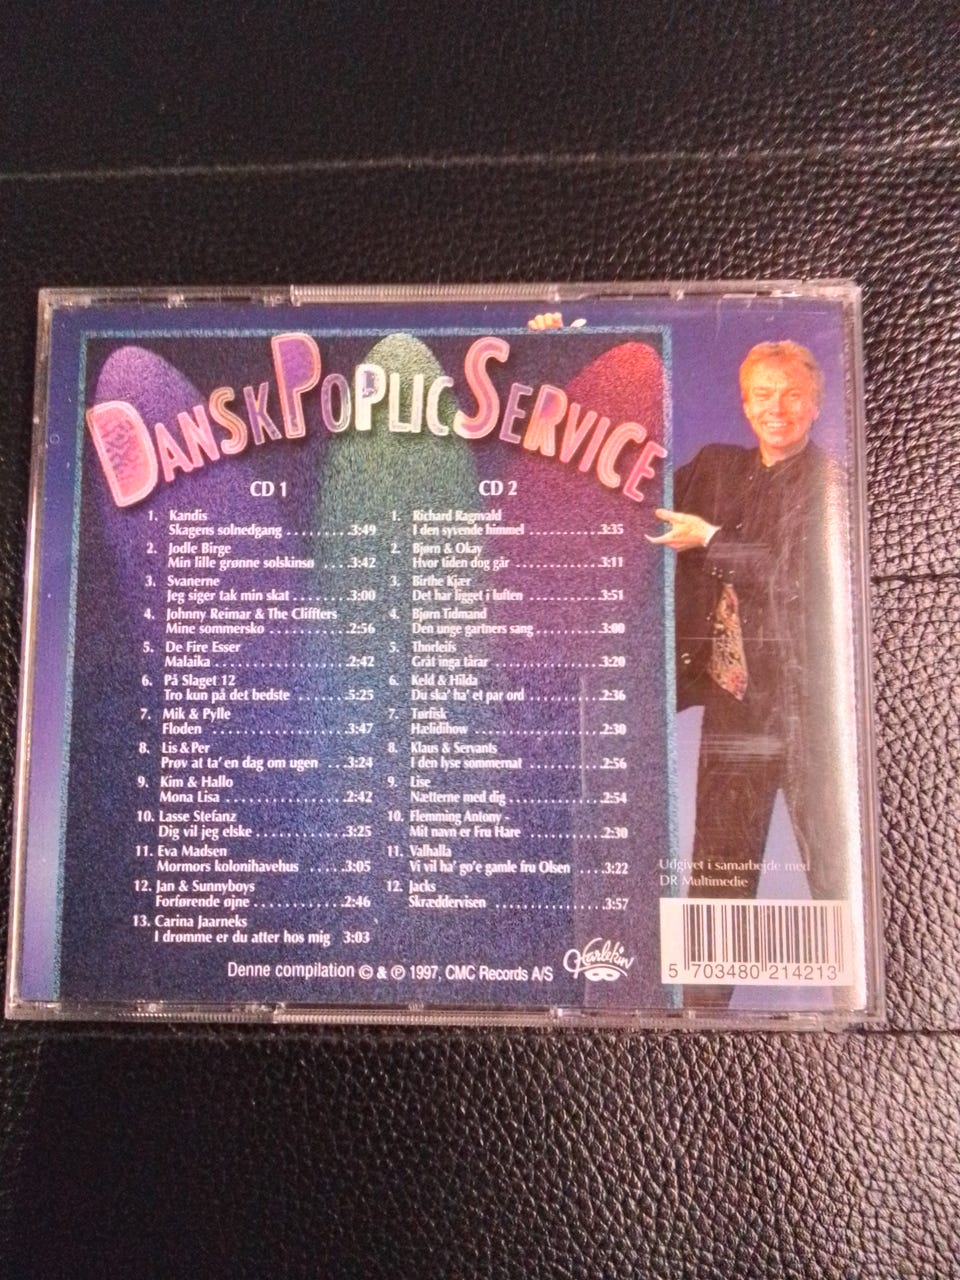 DANSK POPLIC SERVICE
CD 1
1. Kandis
Skagens solnedgang ........3:49
2. Jodle Birge
Min lille grønne solskinsø ....3:42
3. Svanerne
Jeg siger tak min skat ........3:00
4. Johnny Reimar & The Cliffters
Mine sommersko ..........2:56
5. De Fire Esser
Malaika .................2:42
6. På Slaget 12
Tro kun på det bedste ......5:25
7. Mik & Pylle
Floden .................3:47
8. Lis & Per
Prøv at ta' en dag om ugen ...3:24
9. Kim & Hallo
Mona Lisa ...............2:42
10. Lasse Stefanz
Dig vil jeg elske ...........3:25
11. Eva Madsen
Mormors kolonihavehus .....3:05
12. Jan & Sunnyboys
Forførende øjne ...........2:46
13. Carina Jaarneks
I drømme er du atter hos mig 3:03
CD 2
1. Richard Ragnvald
I den syvende himmel ........3:35
2. Bjørn & Okay
Hvor tiden dog går ..........3:11
3. Birthe Kjær
Det har ligget i luften ........3:51
4. Bjørn Tidmand
Den unge gartners sang .......3:00
5. Thorleifs
Gråt inga tårar ............3:20
6. Keld & Hilda
Du ska' ha' et par ord ........2:36
7. Tørfisk
Hælidihow ...............2:30
8. Klaus & Servants
I den lyse sommernat ........2:56
9. Lise
Nætterne med dig ..........2:54
10. Flemming Antony -
Mit navn er Fru Hare ........2:30
11. Valhalla
Vi vil ha' go'e gamle fru Olsen ....3:22
12. Jacks
Skræddervisen .............3:57
Denne compilation © & ℗ 1997, CMC Records A/S
Harlekin
Udgivet i samarbejde med
DR Multimedie
5 703480 214213